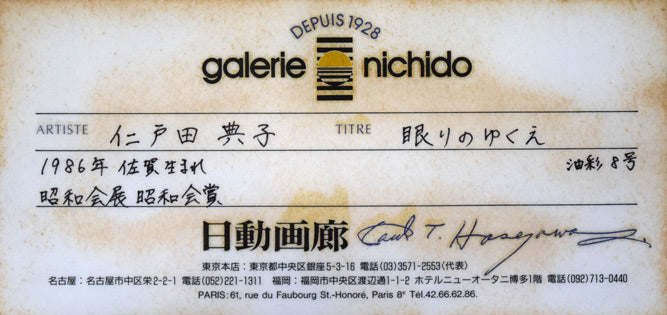 DEPUIS 1928
galerie nichido
ARTISTE 仁戸田 典子 TITRE 眠りのゆくえ
1986年 佐賀生まれ 油彩 8号
昭和会展 昭和会賞
日動画廊 T. Hasegawa
東京本店：東京都中央区銀座5-3-16 電話(03)3571-2553(代表)
名古屋：名古屋市中区栄2-2-1 電話(052)221-1311 福岡：福岡市中央区渡辺通1-1-2 ホテルニューオータニ博多1階 電話(092)713-0440
PARIS:61, rue du Faubourg St.-Honoré, Paris 8e Tél.42.66.62.86.